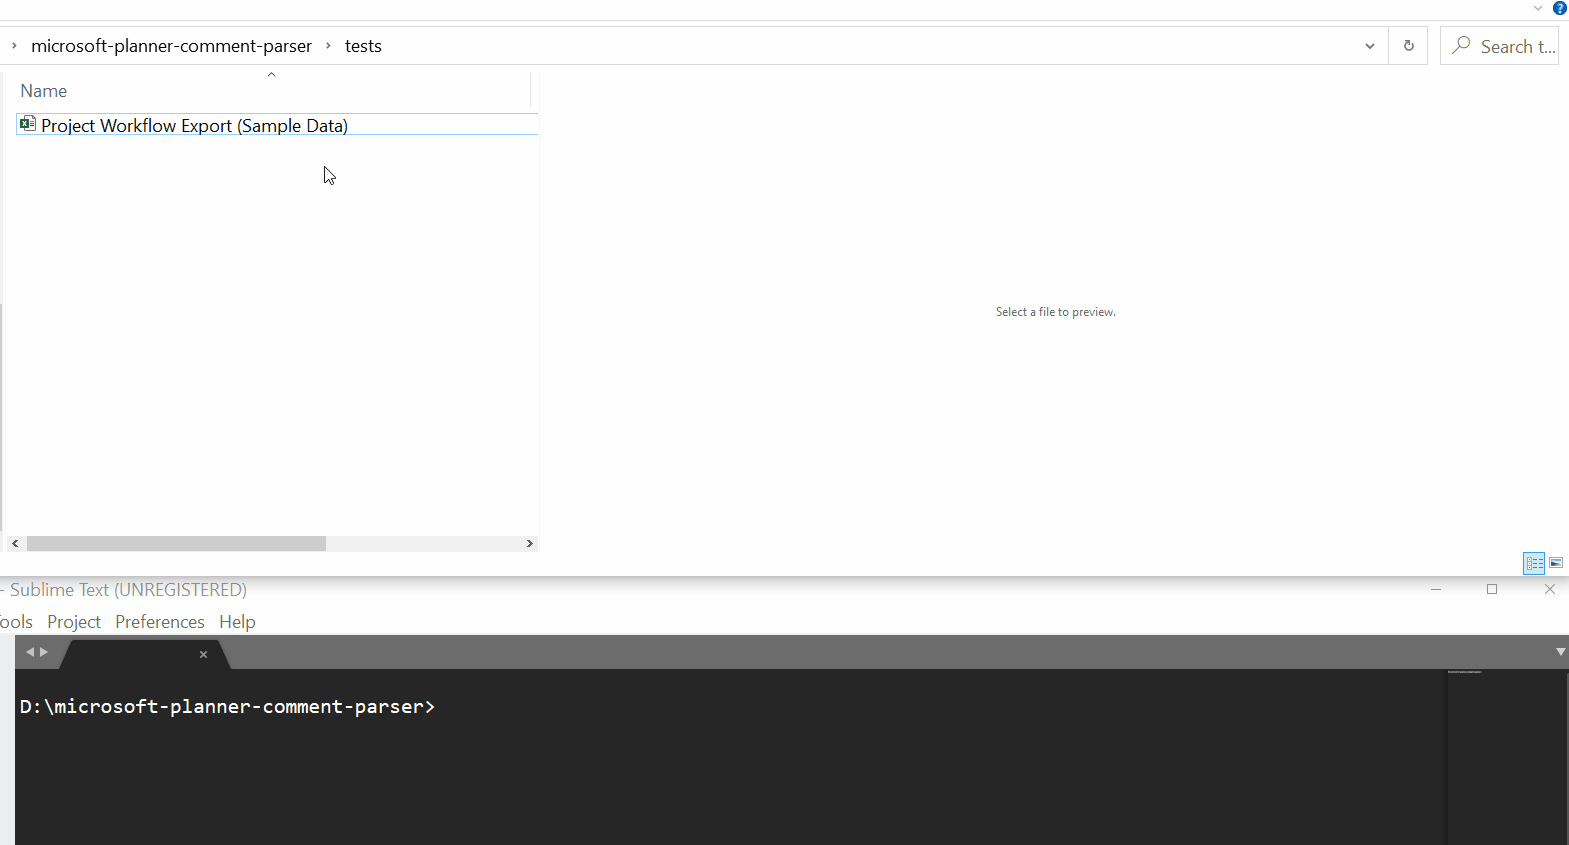 microsoft-planner-comment-parser › tests
Search t...
Name
Project Workflow Export (Sample Data)
Select a file to preview.
- Sublime Text (UNREGISTERED)
ools Project Preferences Help
D:\microsoft-planner-comment-parser>